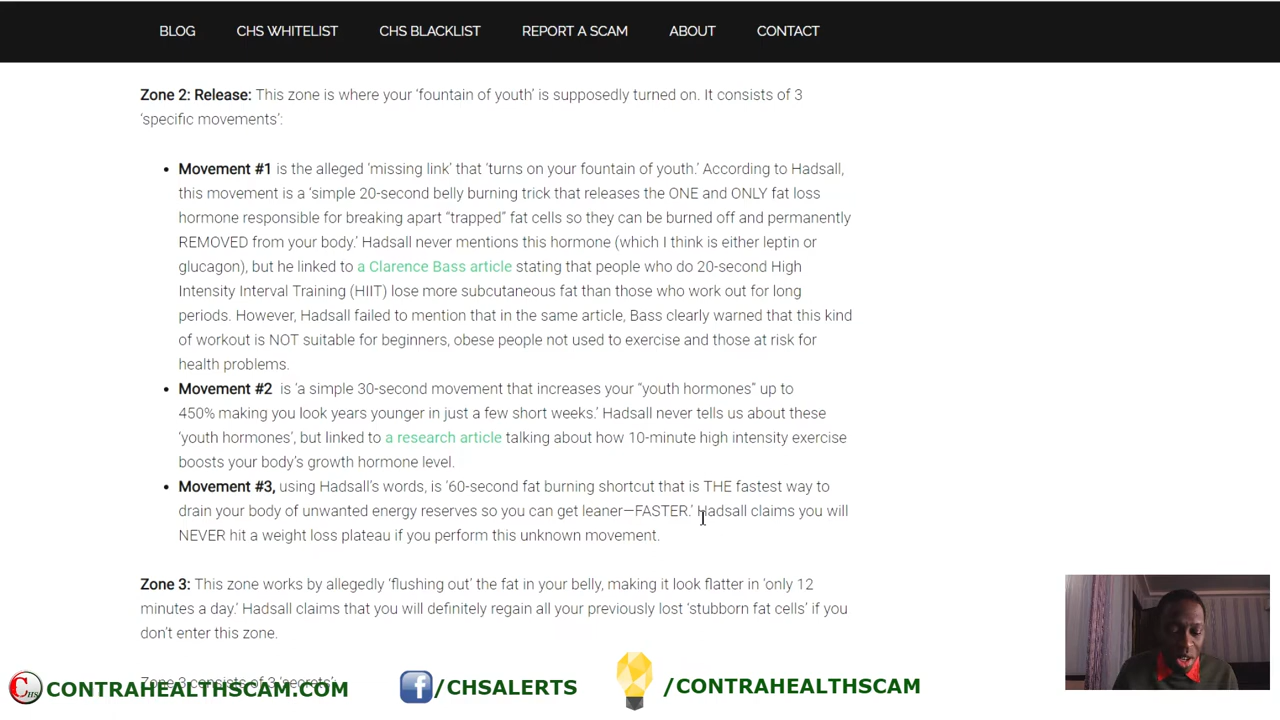 BLOG CHS WHITELIST CHS BLACKLIST REPORT A SCAM ABOUT CONTACT
Zone 2: Release: This zone is where your ‘fountain of youth’ is supposedly turned on. It consists of 3
‘specific movements’:
• Movement #1 is the alleged ‘missing link’ that ‘turns on your fountain of youth.’ According to Hadsall,
this movement is a ‘simple 20-second belly burning trick that releases the ONE and ONLY fat loss
hormone responsible for breaking apart “trapped” fat cells so they can be burned off and permanently
REMOVED from your body.’ Hadsall never mentions this hormone (which I think is either leptin or
glucagon), but he linked to a Clarence Bass article stating that people who do 20-second High
Intensity Interval Training (HIIT) lose more subcutaneous fat than those who work out for long
periods. However, Hadsall failed to mention that in the same article, Bass clearly warned that this kind
of workout is NOT suitable for beginners, obese people not used to exercise and those at risk for
health problems.
• Movement #2 is ‘a simple 30-second movement that increases your “youth hormones” up to
450% making you look years younger in just a few short weeks.’ Hadsall never tells us about these
‘youth hormones’, but linked to a research article talking about how 10-minute high intensity exercise
boosts your body’s growth hormone level.
• Movement #3, using Hadsall’s words, is ‘60-second fat burning shortcut that is THE fastest way to
drain your body of unwanted energy reserves so you can get leaner—FASTER.’ Hadsall claims you will
NEVER hit a weight loss plateau if you perform this unknown movement.
Zone 3: This zone works by allegedly ‘flushing out’ the fat in your belly, making it look flatter in ‘only 12
minutes a day.’ Hadsall claims that you will definitely regain all your previously lost ‘stubborn fat cells’ if you
don’t enter this zone.
Zone 3 consists of 3 ‘secrets’:
CHS CONTRAHEALTHSCAM.COM f/CHSALERTS /CONTRAHEALTHSCAM